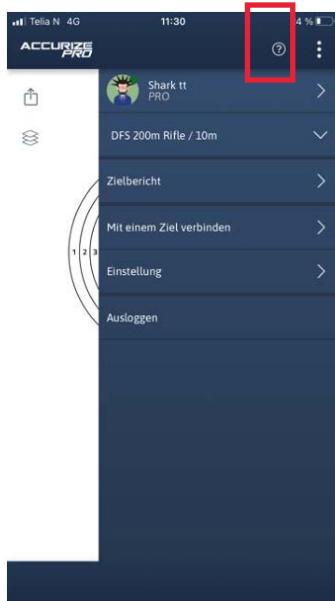 Telia N 4G 11:30 4 %
ACCURIZE
PRO
?
Shark tt
PRO
DFS 200m Rifle / 10m
Zielbericht
1 2 3
Mit einem Ziel verbinden
Einstellung
Ausloggen